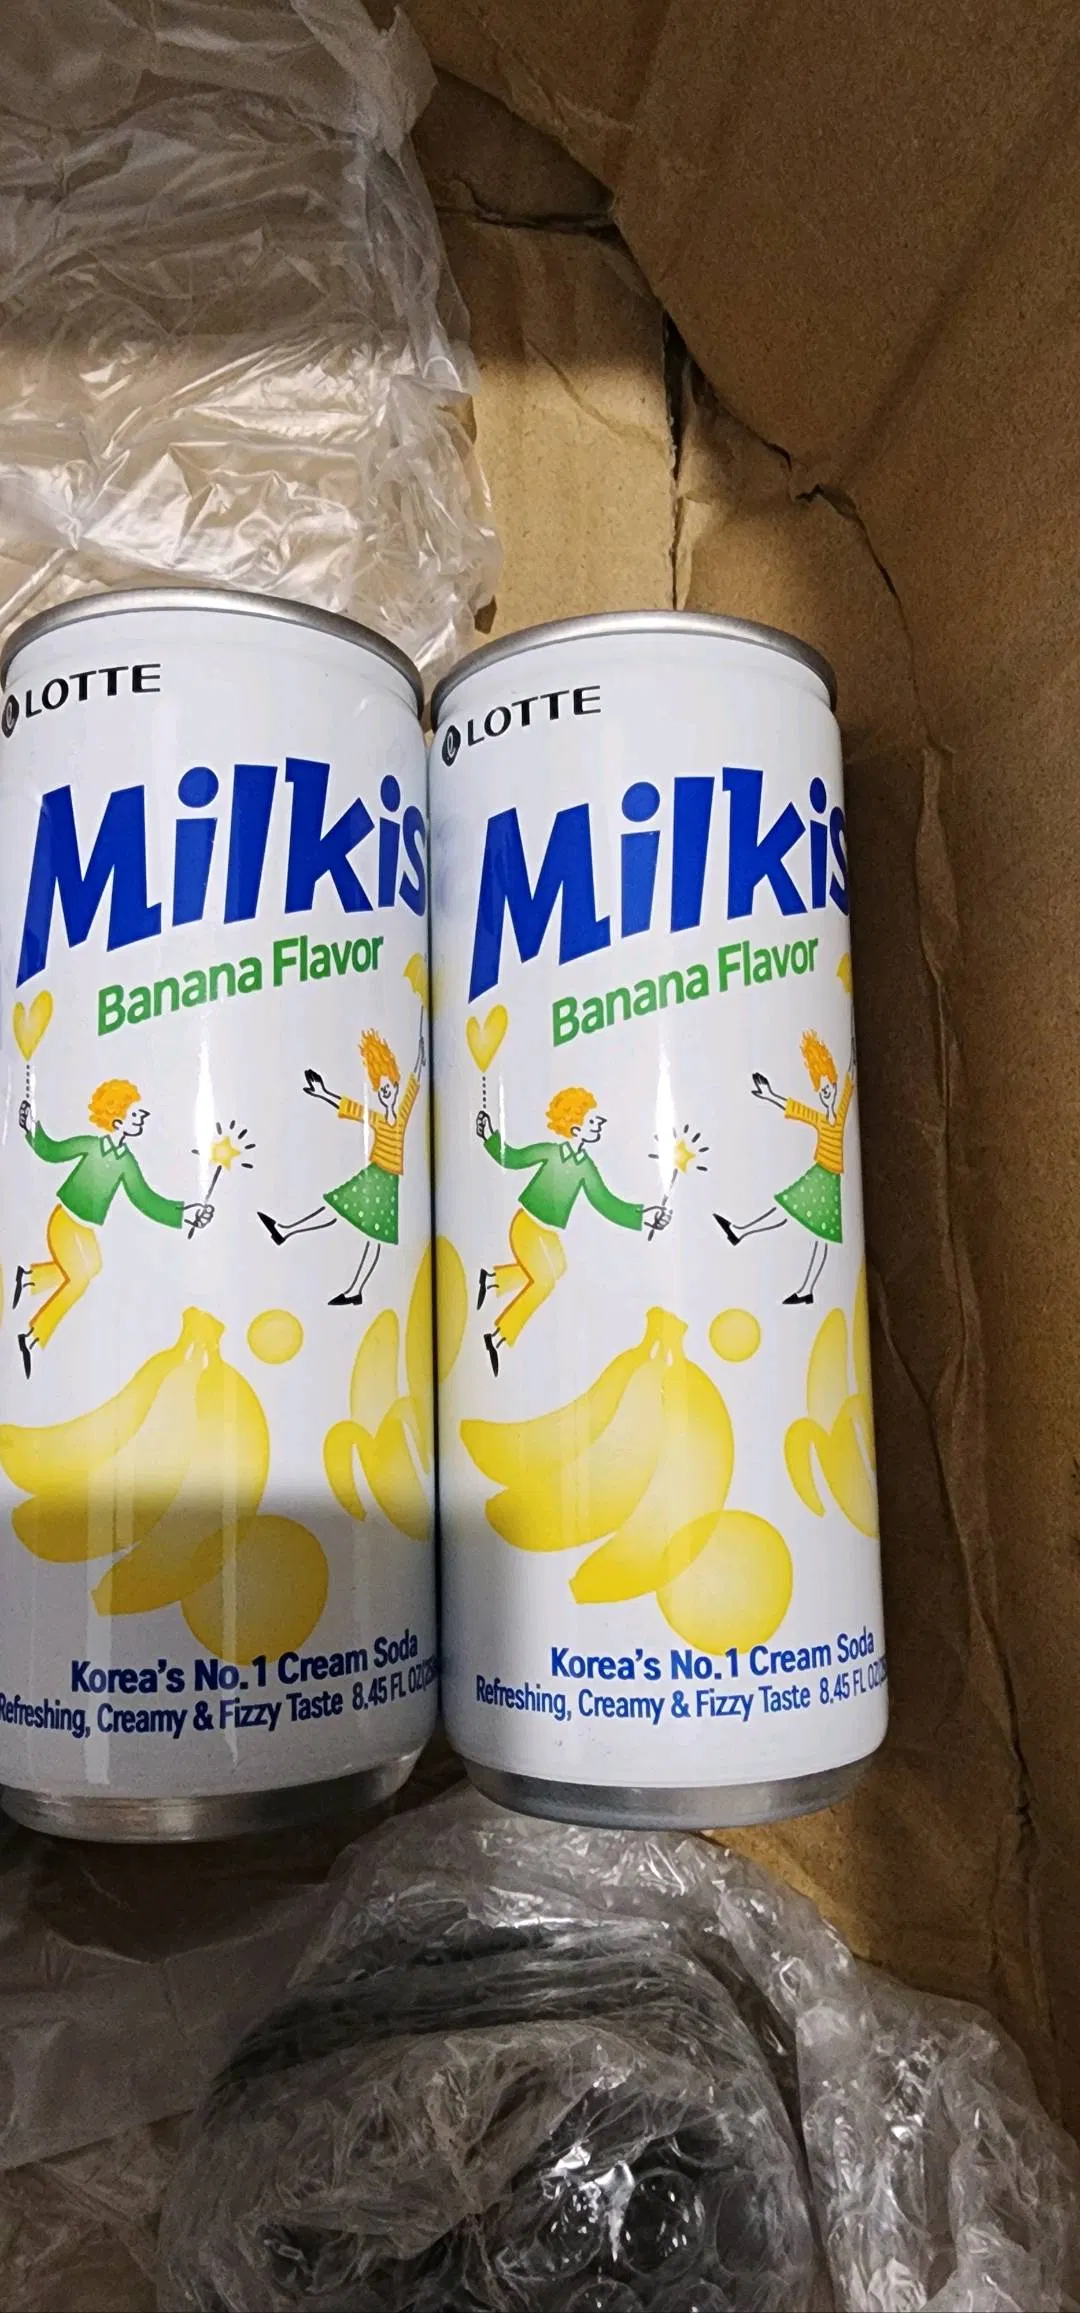 LOTTE
Milkis
Banana Flavor
Korea's No.1 Cream Soda
Refreshing, Creamy & Fizzy Taste 8.45 FL OZ
LOTTE
Milkis
Banana Flavor
Korea's No.1 Cream Soda
Refreshing, Creamy & Fizzy Taste 8.45 FL OZ